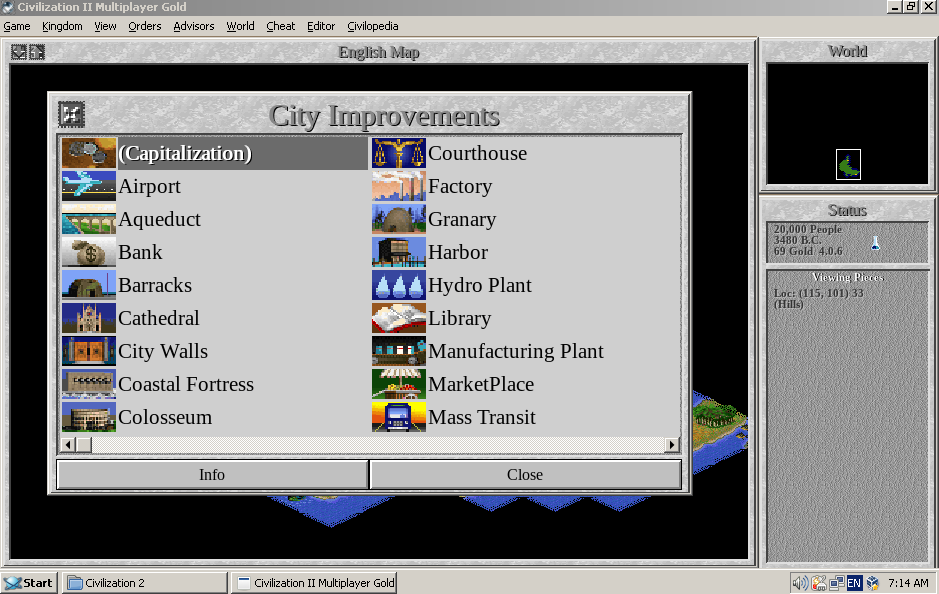 Civilization II Multiplayer Gold
Game Kingdom View Orders Advisors World Cheat Editor Civilopedia
English Map
World
City Improvements
(Capitalization)
Airport
Aqueduct
Bank
Barracks
Cathedral
City Walls
Coastal Fortress
Colosseum
Courthouse
Factory
Granary
Harbor
Hydro Plant
Library
Manufacturing Plant
MarketPlace
Mass Transit
Info
Close
Status
20,000 People
3480 B.C.
69 Gold 4.0.6
Viewing Pieces
Loc: (115, 101) 33
(Hills)
Start
Civilization 2
Civilization II Multiplayer Gold
EN
7:14 AM